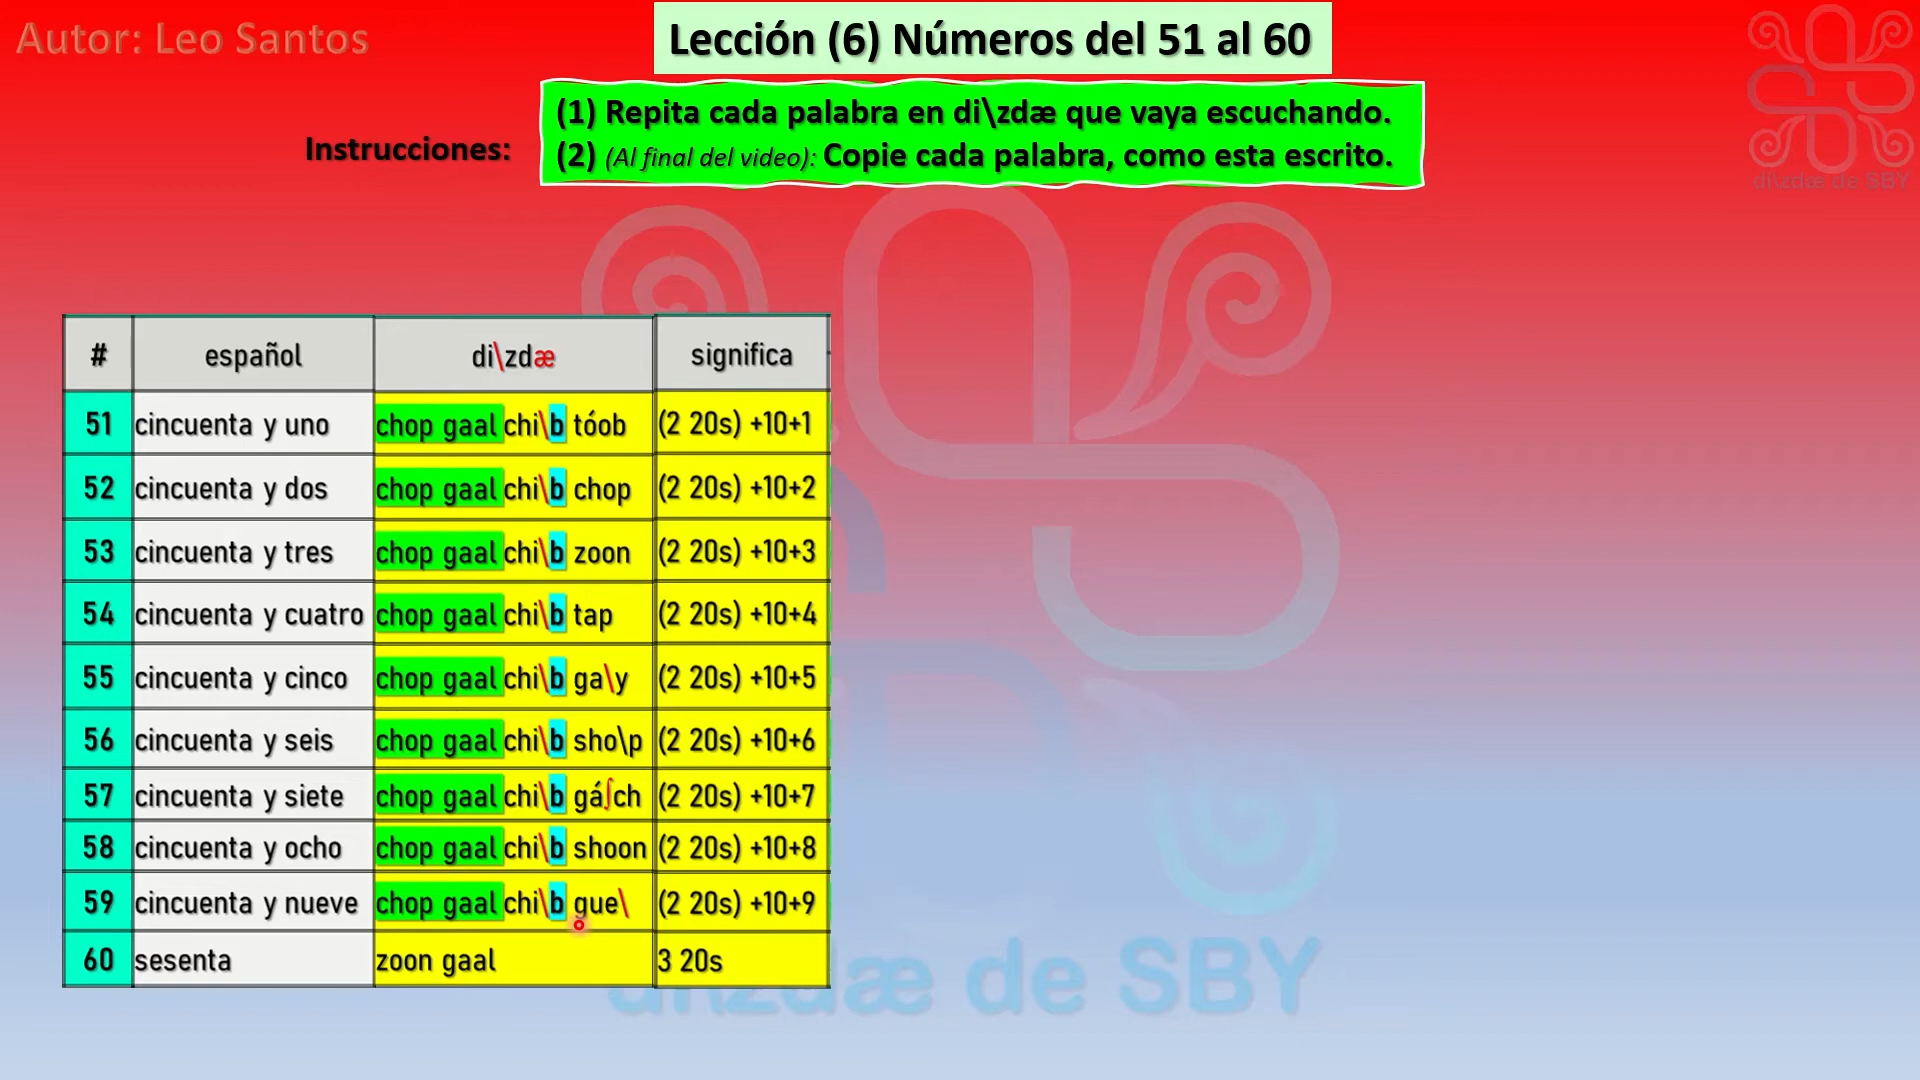 Autor: Leo Santos
Lección (6) Números del 51 al 60
Instrucciones:
(1) Repita cada palabra en di\zdæ que vaya escuchando.
(2) (Al final del video): Copie cada palabra, como esta escrito.
di\zdæ de SBY
# español di\zdæ significa
51 cincuenta y uno chop gaal chi\b tóob (2 20s) +10+1
52 cincuenta y dos chop gaal chi\b chop (2 20s) +10+2
53 cincuenta y tres chop gaal chi\b zoon (2 20s) +10+3
54 cincuenta y cuatro chop gaal chi\b tap (2 20s) +10+4
55 cincuenta y cinco chop gaal chi\b ga\y (2 20s) +10+5
56 cincuenta y seis chop gaal chi\b sho\p (2 20s) +10+6
57 cincuenta y siete chop gaal chi\b gá∫ch (2 20s) +10+7
58 cincuenta y ocho chop gaal chi\b shoon (2 20s) +10+8
59 cincuenta y nueve chop gaal chi\b gue\ (2 20s) +10+9
60 sesenta zoon gaal 3 20s
di\zdæ de SBY